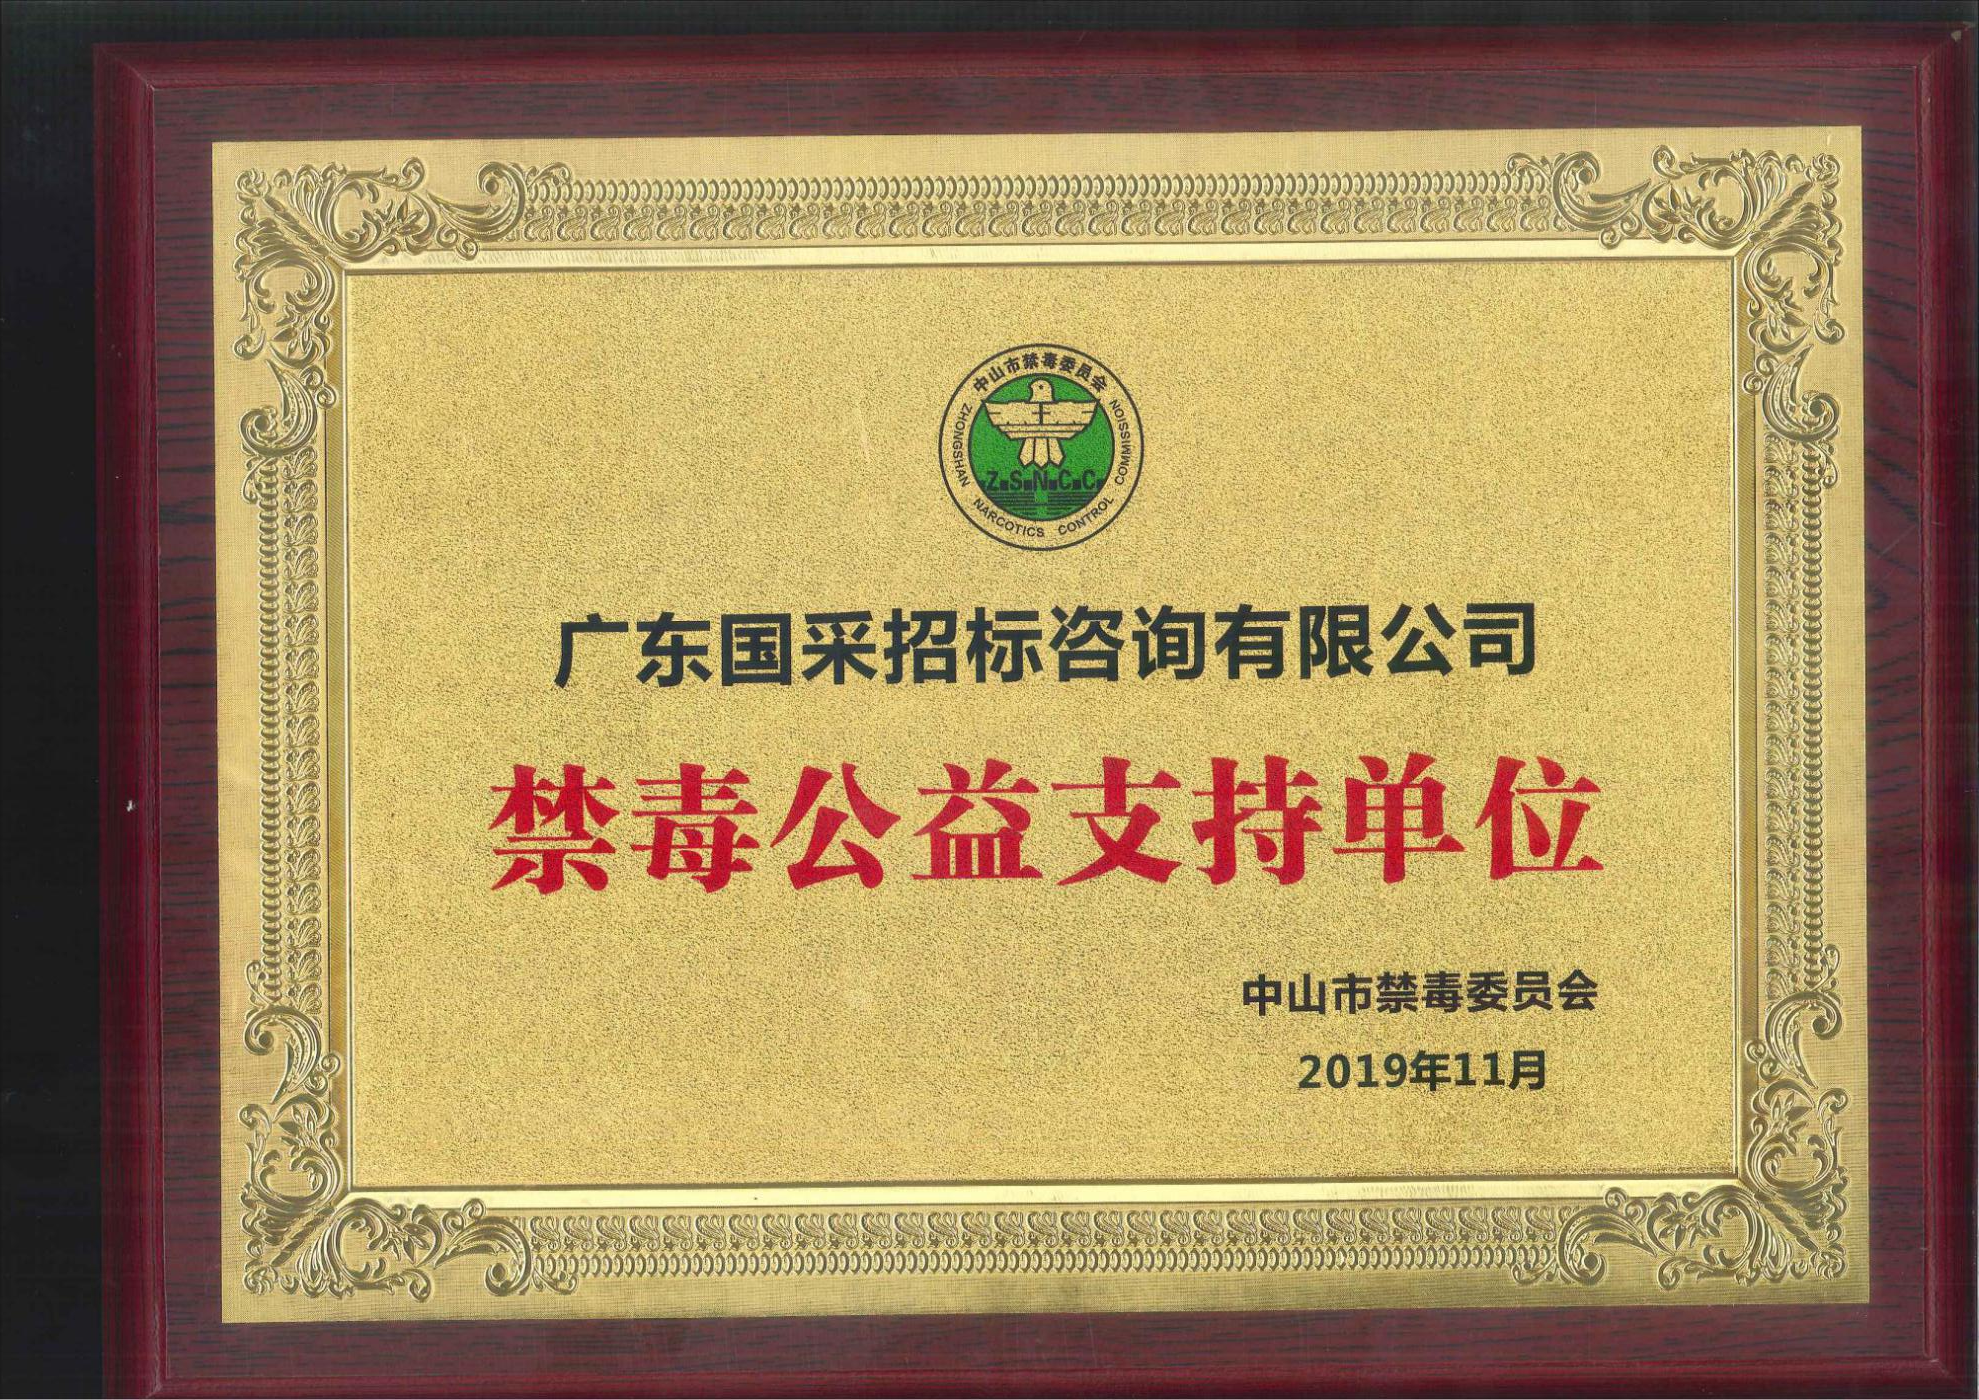 中山市禁毒委员会
ZHONGSHAN NARCOTICS CONTROL COMMISSION
Z.S.N.C.C.
广东国采招标咨询有限公司
禁毒公益支持单位
中山市禁毒委员会
2019年11月